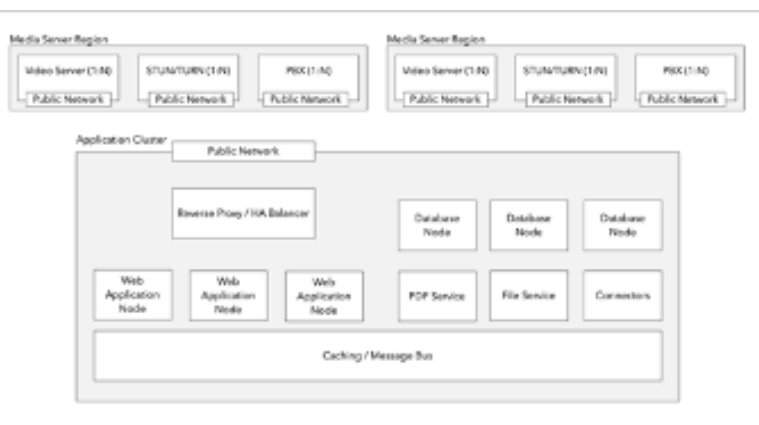 Media Server Region
Video Server (1:N)
STUN/TURN (1:N)
PBX (1:N)
Public Network
Public Network
Public Network
Media Server Region
Video Server (1:N)
STUN/TURN (1:N)
PBX (1:N)
Public Network
Public Network
Public Network
Application Cluster
Public Network
Reverse Proxy / HA Balancer
Database
Node
Database
Node
Database
Node
Web
Application
Node
Web
Application
Node
Web
Application
Node
PDF Service
File Service
Connectors
Caching / Message Bus